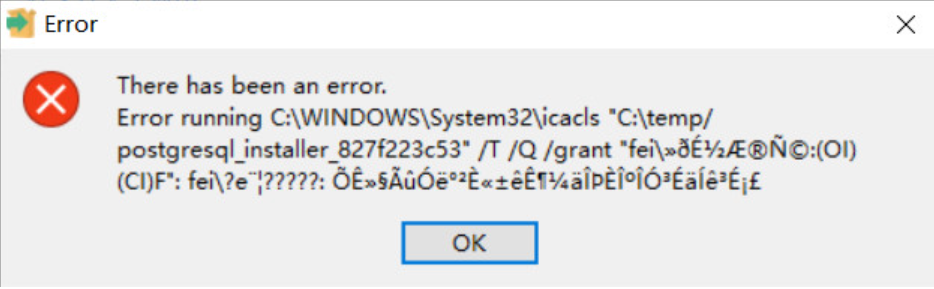 Error
There has been an error.
Error running C:\WINDOWS\System32\icacls "C:\temp/
postgresql_installer_827f223c53" /T /Q /grant "fei\»ðÉ½Æ®Ñ©:(OI)
(CI)F": fei\?e¨¦?????: ÕÊ»§ÃûÓë°²È«±êÊ¶¼äÎÞÈÎºÎÓ³ÉäÍê³É¡£
OK